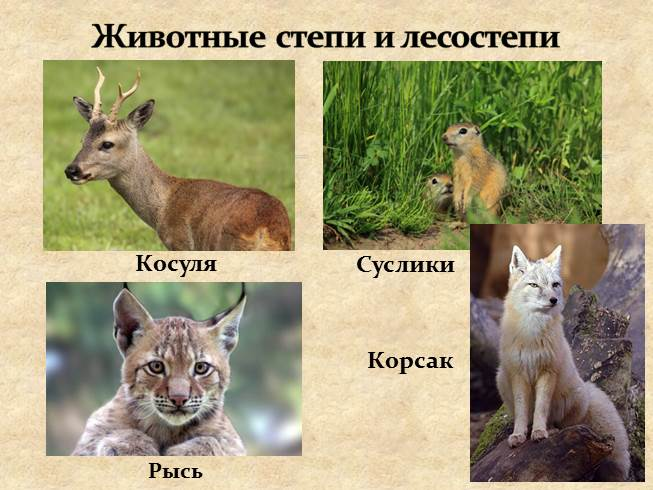 Животные степи и лесостепи
Косуля
Суслики
Корсак
Рысь